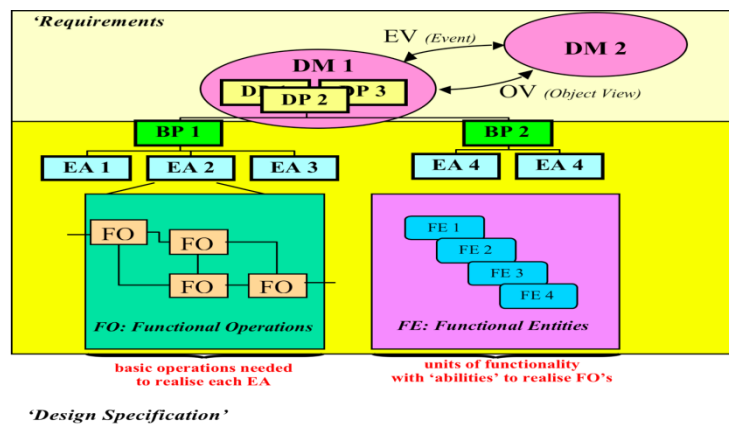 ‘Requirements
EV (Event)
DM 2
DM 1
OV (Object View)
DP 3
DP 2
BP 1
BP 2
EA 1
EA 2
EA 3
EA 4
EA 4
FO
FO
FO
FO
FE 1
FE 2
FE 3
FE 4
FO: Functional Operations
FE: Functional Entities
basic operations needed
to realise each EA
units of functionality
with ‘abilities’ to realise FO’s
‘Design Specification’